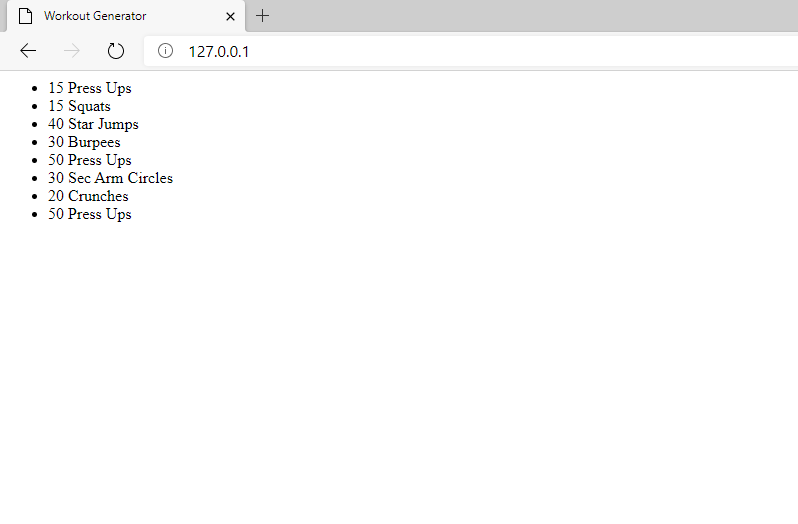 Workout Generator
127.0.0.1
15 Press Ups
15 Squats
40 Star Jumps
30 Burpees
50 Press Ups
30 Sec Arm Circles
20 Crunches
50 Press Ups